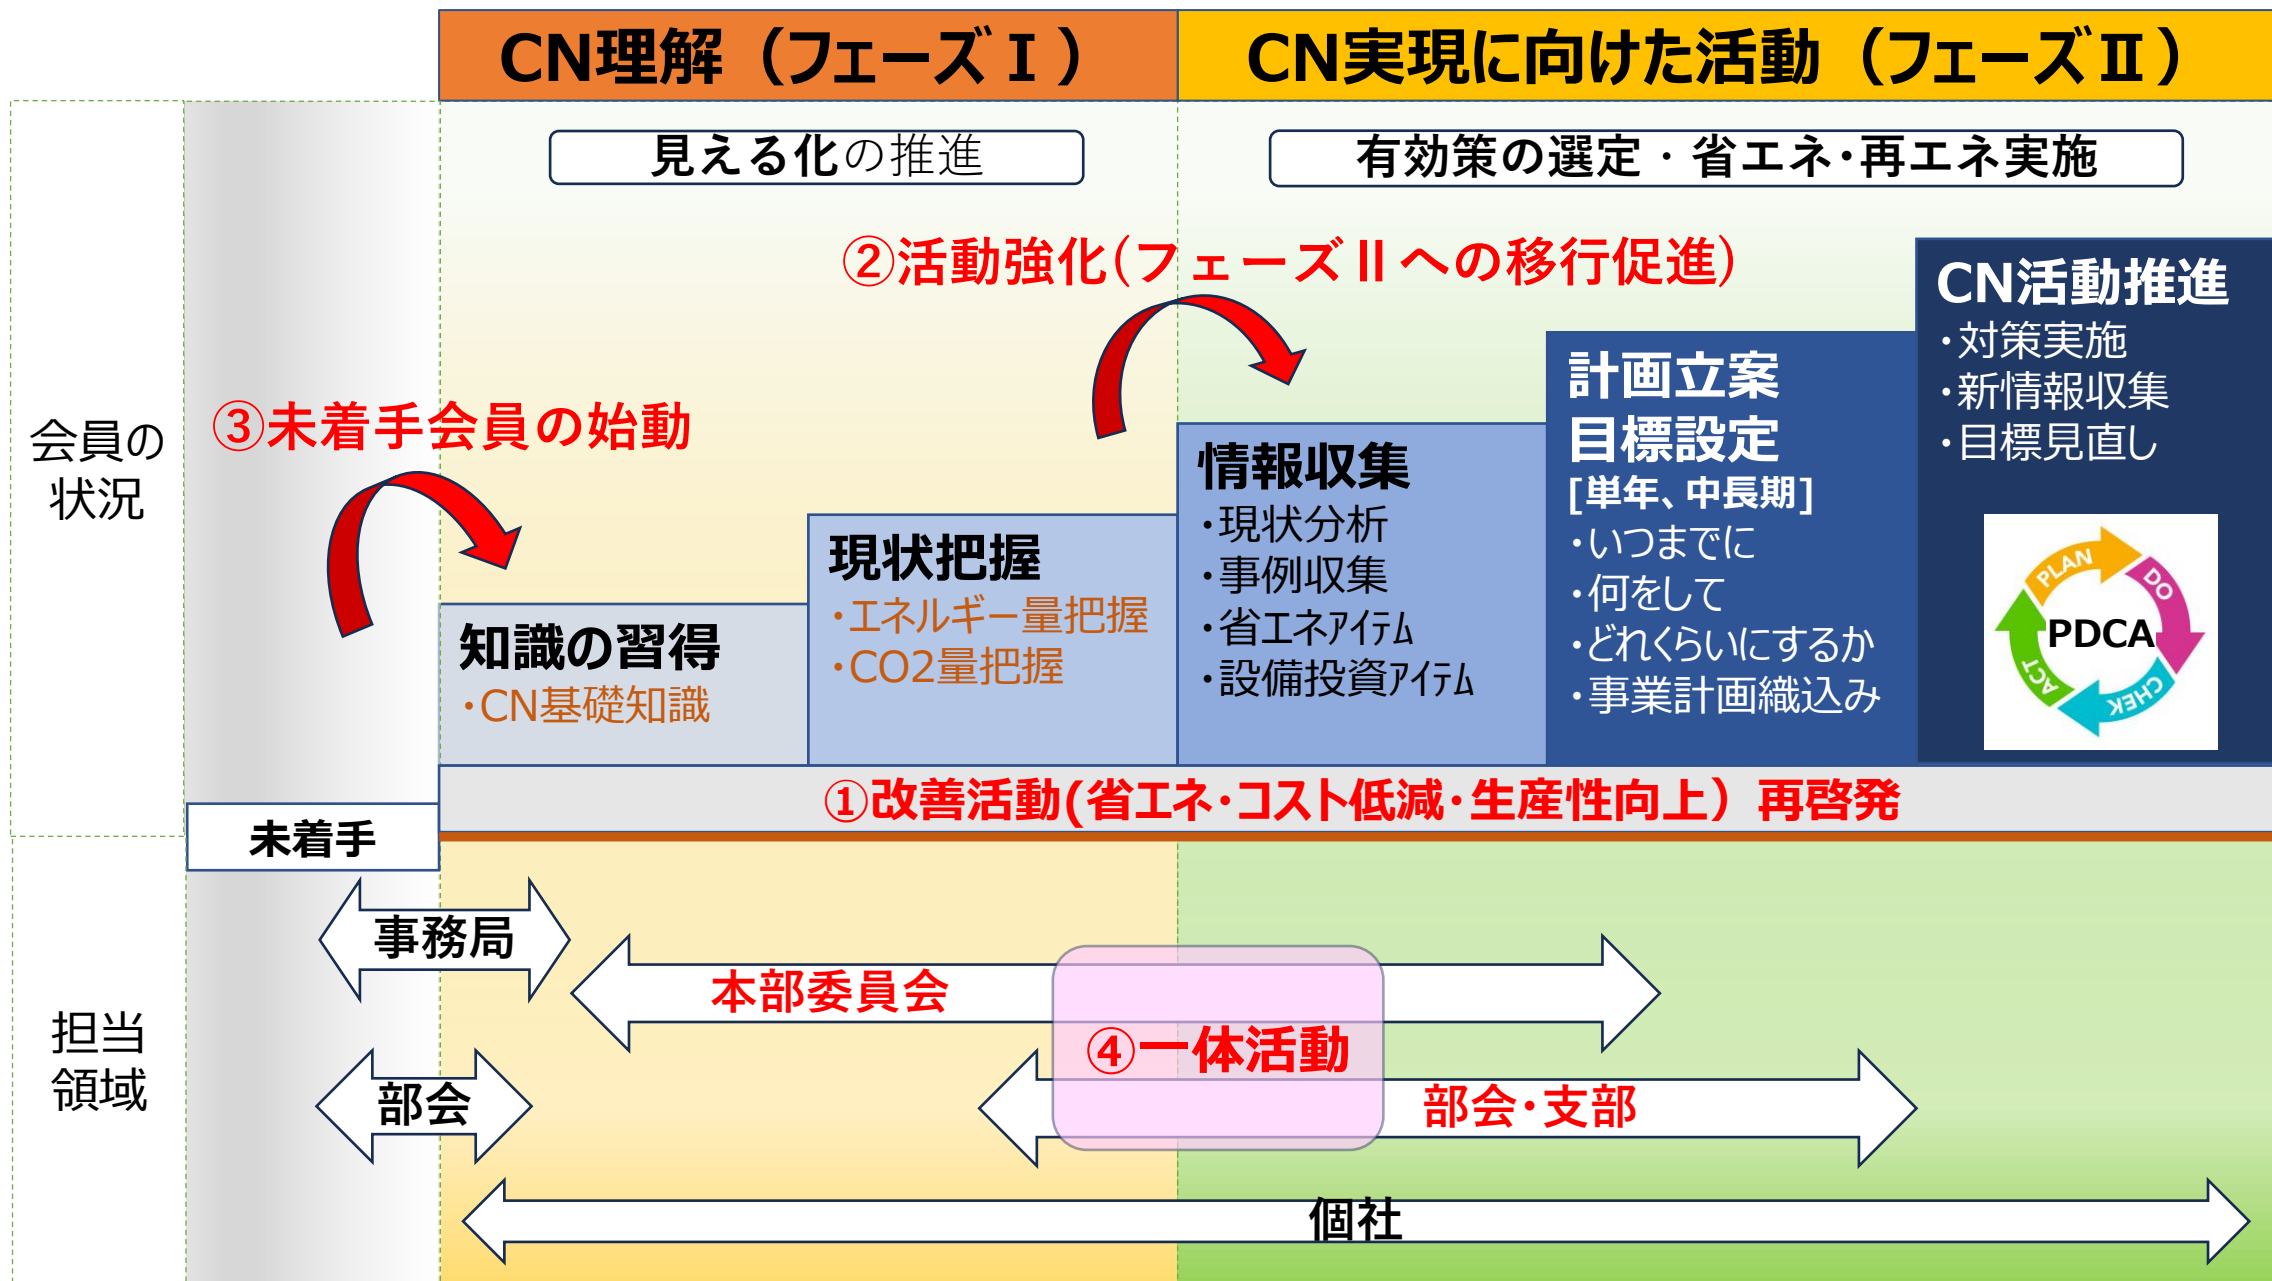 CN理解（フェーズⅠ）
CN実現に向けた活動（フェーズⅡ）
見える化の推進
有効策の選定・省エネ・再エネ実施
②活動強化(フェーズⅡへの移行促進)
③未着手会員の始動
会員の
状況
知識の習得
・CN基礎知識
現状把握
・エネルギー量把握
・CO2量把握
情報収集
・現状分析
・事例収集
・省エネｱｲﾃﾑ
・設備投資ｱｲﾃﾑ
計画立案
目標設定
[単年、中長期]
・いつまでに
・何をして
・どれくらいにするか
・事業計画織込み
CN活動推進
・対策実施
・新情報収集
・目標見直し
PLAN
DO
CHEK
ACT
PDCA
①改善活動(省エネ・コスト低減・生産性向上）再啓発
未着手
担当
領域
事務局
本部委員会
④一体活動
部会
部会・支部
個社